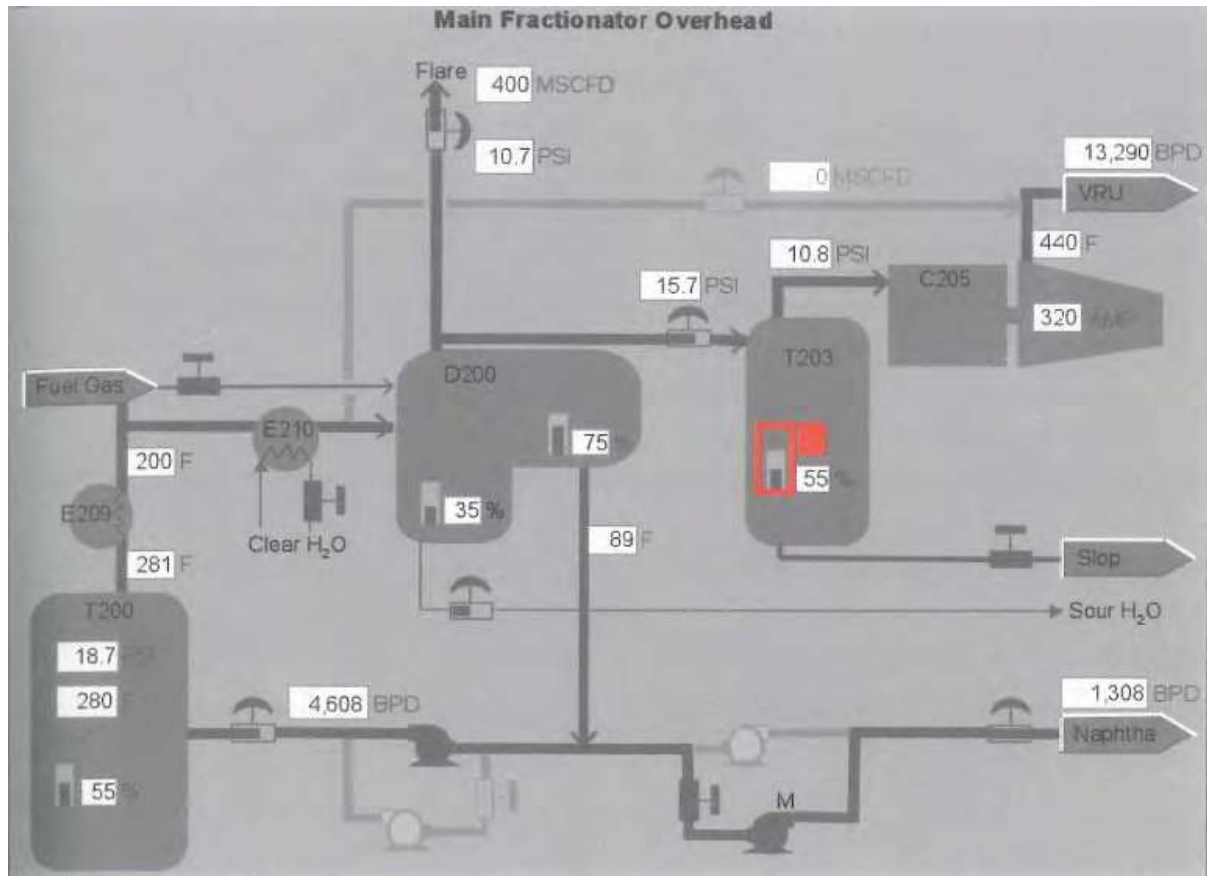 Main Fractionator Overhead
Flare
400 MSCFD
10.7 PSI
13,290 BPD
0 MSCFD
VRU
440 F
10.8 PSI
15.7 PSI
C205
320 AMP
T203
D200
Fuel Gas
E210
75 %
200 F
55 %
E209
35 %
89 F
Clear H₂O
281 F
Slop
T200
Sour H₂O
18.7 PSI
280 F
4,608 BPD
1,308 BPD
Naphtha
55 %
M